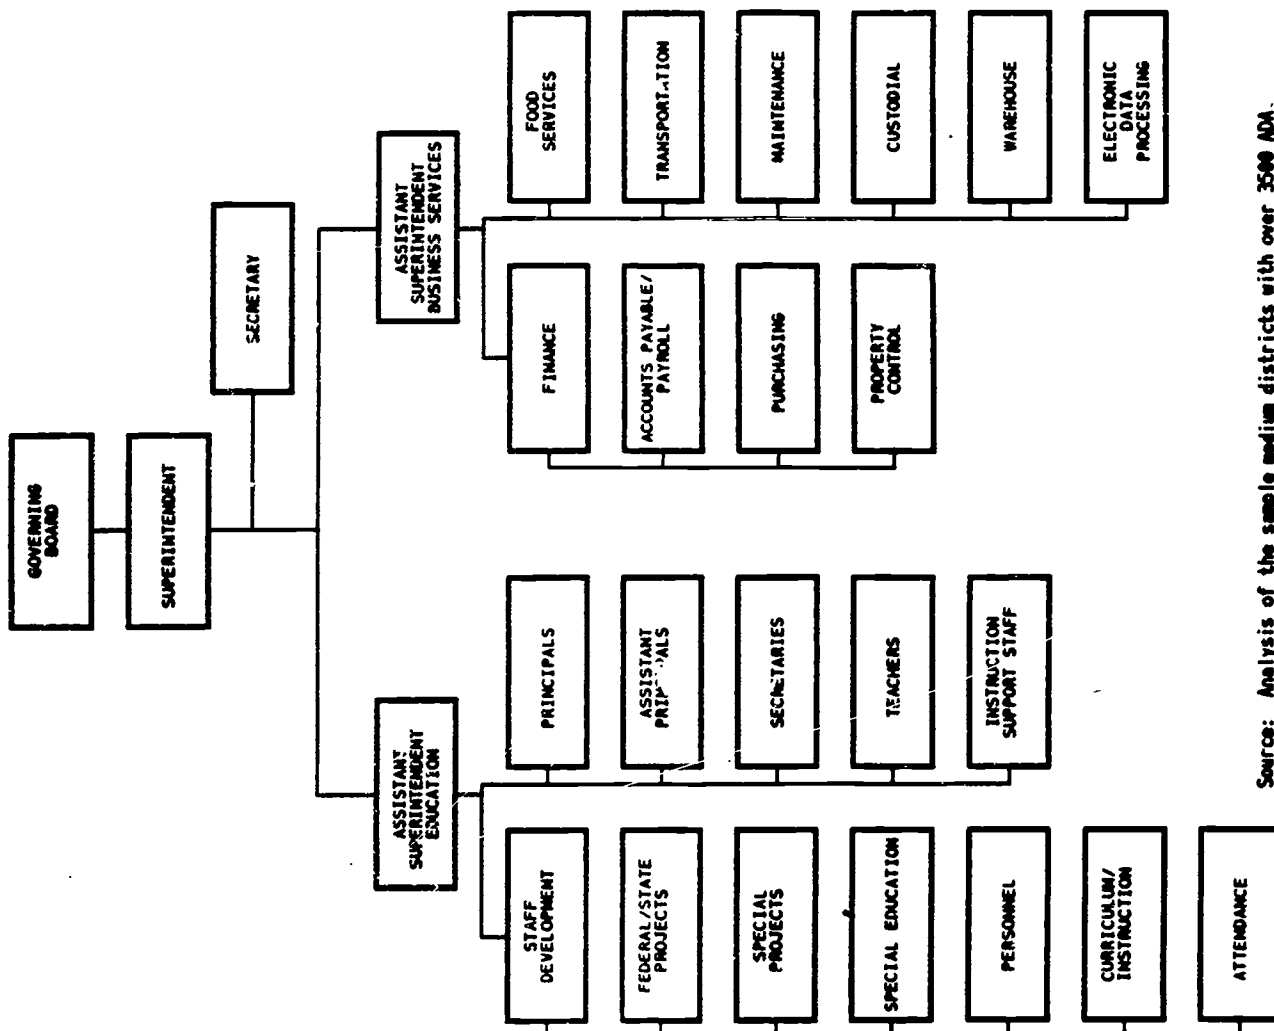 GOVERNING
BOARD
SUPERINTENDENT
SECRETARY
ASSISTANT
SUPERINTENDENT
EDUCATION
ASSISTANT
SUPERINTENDENT
BUSINESS SERVICES
STAFF
DEVELOPMENT
FEDERAL/STATE
PROJECTS
SPECIAL
PROJECTS
SPECIAL EDUCATION
PERSONNEL
CURRICULUM/
INSTRUCTION
ATTENDANCE
PRINCIPALS
ASSISTANT
PRINCIPALS
SECRETARIES
TEACHERS
INSTRUCTION
SUPPORT STAFF
FINANCE
ACCOUNTS PAYABLE/
PAYROLL
PURCHASING
PROPERTY
CONTROL
FOOD
SERVICES
TRANSPORTATION
MAINTENANCE
CUSTODIAL
WAREHOUSE
ELECTRONIC
DATA
PROCESSING
Source: Analysis of the sample medium districts with over 3500 ADA.